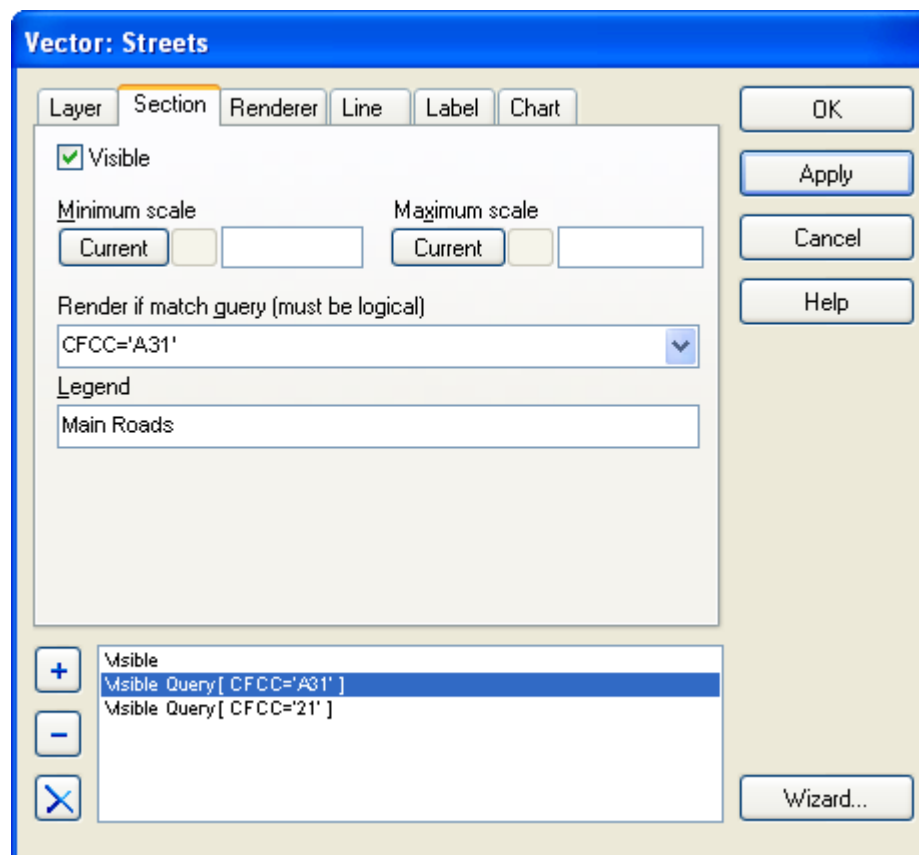 Vector: Streets
Layer Section Renderer Line Label Chart
OK
Visible
Apply
Minimum scale Maximum scale
Current Current
Cancel
Help
Render if match query (must be logical)
CFCC='A31'
Legend
Main Roads
+
Visible
Visible Query [ CFCC='A31' ]
Visible Query [ CFCC='21' ]
−
Wizard...